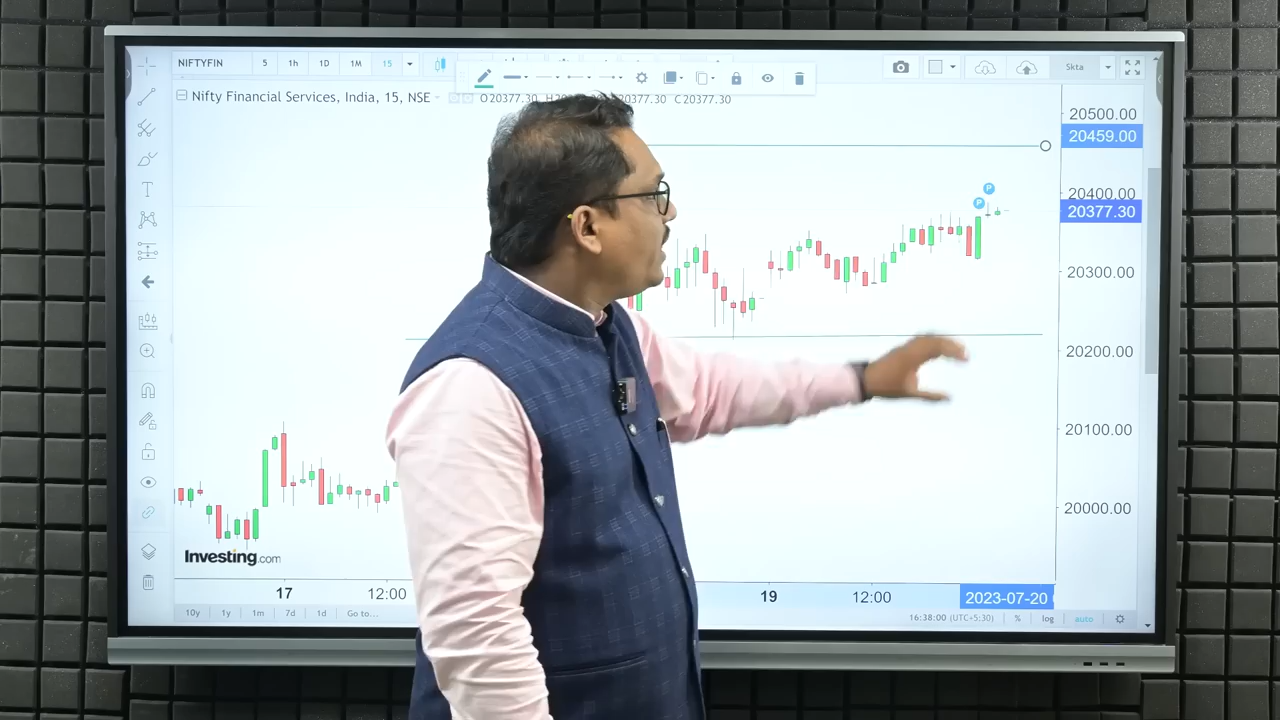 NIFTYFIN 5 1h 1D 1M 15 Skta
Nifty Financial Services, India, 15, NSE O20377.30 H20377.30 C20377.30
20500.00
20459.00
P
20400.00
P
20377.30
20300.00
20200.00
T
20100.00
20000.00
Investing.com
17 12:00 19 12:00 2023-07-20
10y 1y 1m 7d 1d Go to... 16:38:00 (UTC+5:30) % log auto